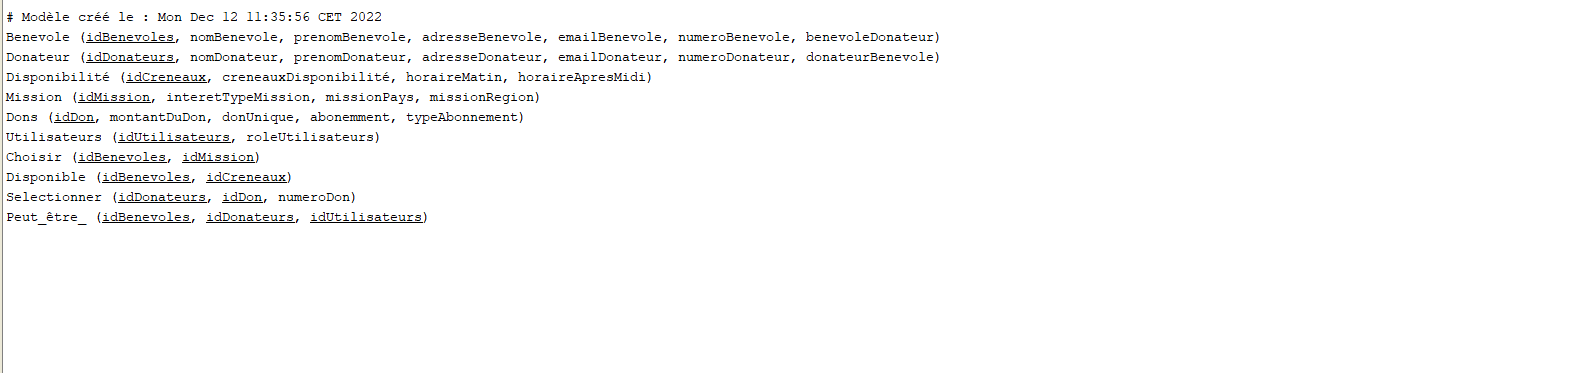 # Modèle créé le : Mon Dec 12 11:35:56 CET 2022
Benevole (idBenevoles, nomBenevole, prenomBenevole, adresseBenevole, emailBenevole, numeroBenevole, benevoleDonateur)
Donateur (idDonateurs, nomDonateur, prenomDonateur, adresseDonateur, emailDonateur, numeroDonateur, donateurBenevole)
Disponibilité (idCreneaux, creneauxDisponibilité, horaireMatin, horaireApresMidi)
Mission (idMission, interetTypeMission, missionPays, missionRegion)
Dons (idDon, montantDuDon, donUnique, abonemment, typeAbonnement)
Utilisateurs (idUtilisateurs, roleUtilisateurs)
Choisir (idBenevoles, idMission)
Disponible (idBenevoles, idCreneaux)
Selectionner (idDonateurs, idDon, numeroDon)
Peut_être_ (idBenevoles, idDonateurs, idUtilisateurs)